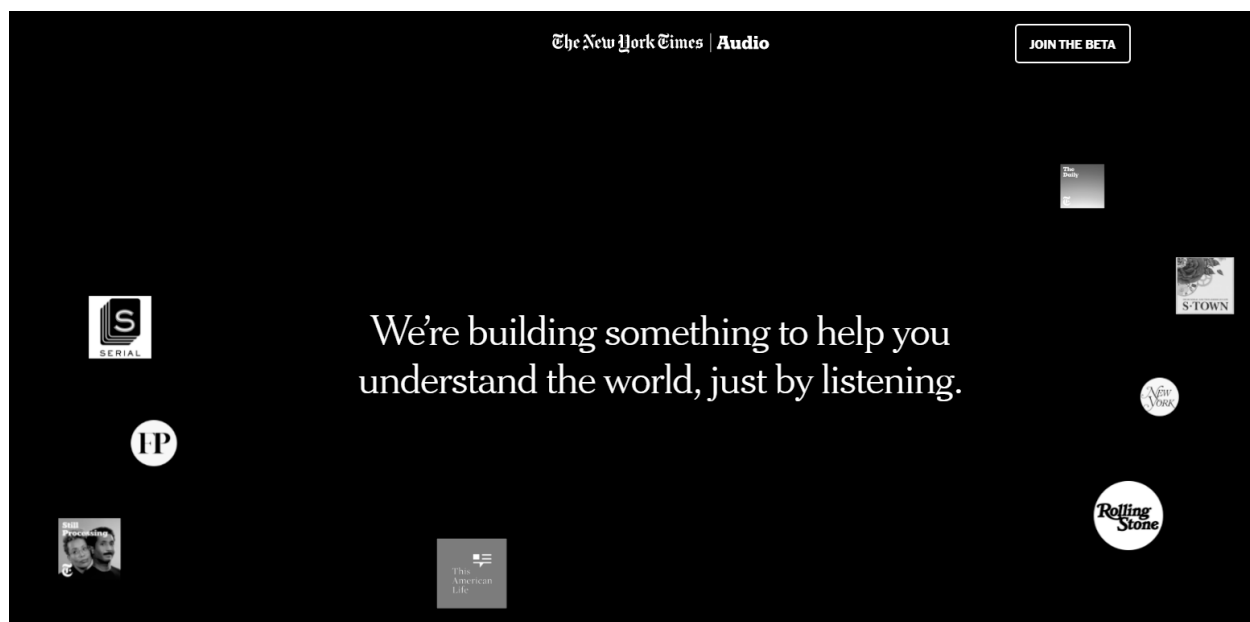 The New York Times | Audio
JOIN THE BETA
The
Daily
S-TOWN
S
SERIAL
We're building something to help you
understand the world, just by listening.
New
York
FP
Rolling
Stone
Still
Processing
This
American
Life